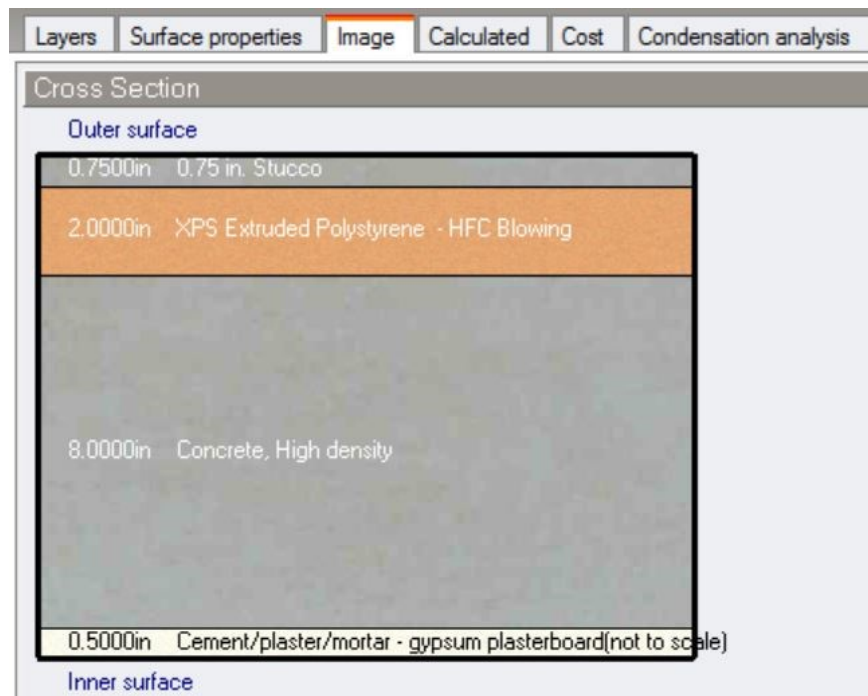 Layers Surface properties Image Calculated Cost Condensation analysis
Cross Section
Outer surface
0.7500in 0.75 in. Stucco
2.0000in XPS Extruded Polystyrene - HFC Blowing
8.0000in Concrete, High density
0.5000in Cement/plaster/mortar - gypsum plasterboard(not to scale)
Inner surface